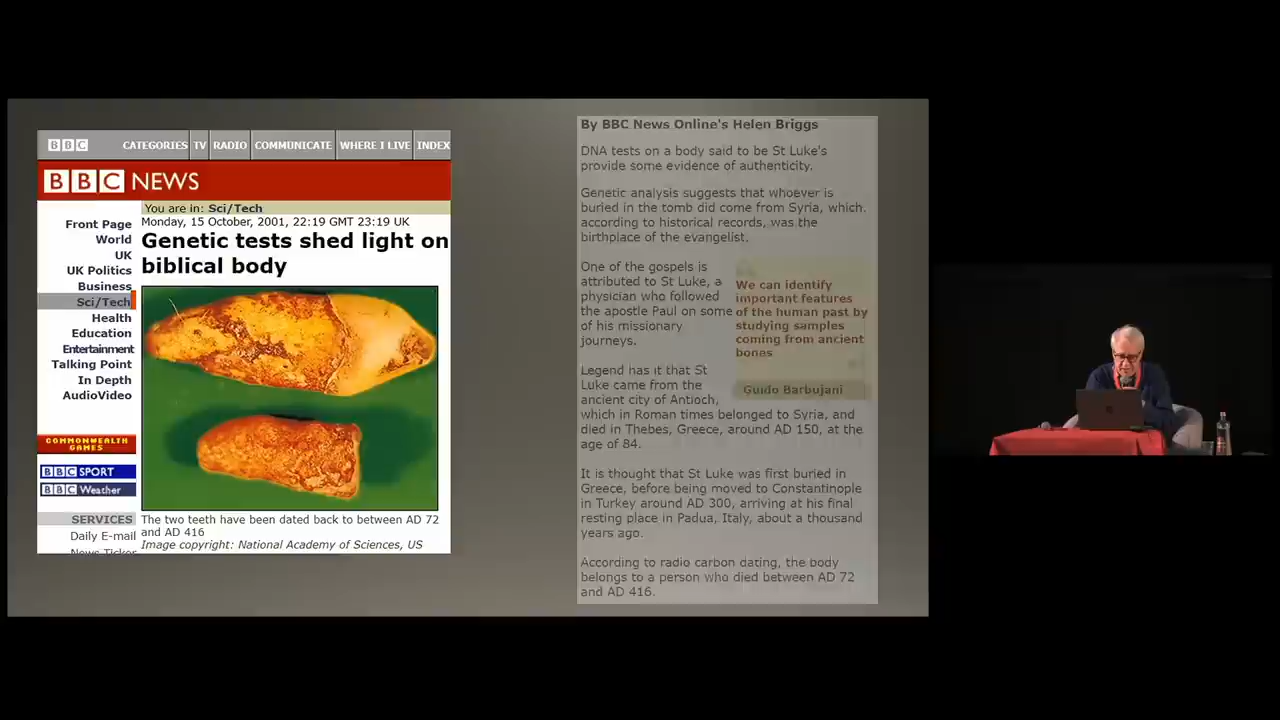 BBC CATEGORIES TV RADIO COMMUNICATE WHERE I LIVE INDEX
BBC NEWS
You are in: Sci/Tech
Monday, 15 October, 2001, 22:19 GMT 23:19 UK
Genetic tests shed light on
biblical body
Front Page
World
UK
UK Politics
Business
Sci/Tech
Health
Education
Entertainment
Talking Point
In Depth
AudioVideo
COMMONWEALTH
GAMES
BBC SPORT
BBC Weather
SERVICES
Daily E-mail
News Ticker
The two teeth have been dated back to between AD 72
and AD 416
Image copyright: National Academy of Sciences, US
By BBC News Online's Helen Briggs
DNA tests on a body said to be St Luke's
provide some evidence of authenticity.
Genetic analysis suggests that whoever is
buried in the tomb did come from Syria, which.
according to historical records, was the
birthplace of the evangelist.
One of the gospels is
attributed to St Luke, a
physician who followed
the apostle Paul on some
of his missionary
journeys.
We can identify
important features
of the human past by
studying samples
coming from ancient
bones
Guido Barbujani
Legend has it that St
Luke came from the
ancient city of Antioch,
which in Roman times belonged to Syria, and
died in Thebes, Greece, around AD 150, at the
age of 84.
It is thought that St Luke was first buried in
Greece, before being moved to Constantinople
in Turkey around AD 300, arriving at his final
resting place in Padua, Italy, about a thousand
years ago.
According to radio carbon dating, the body
belongs to a person who died between AD 72
and AD 416.